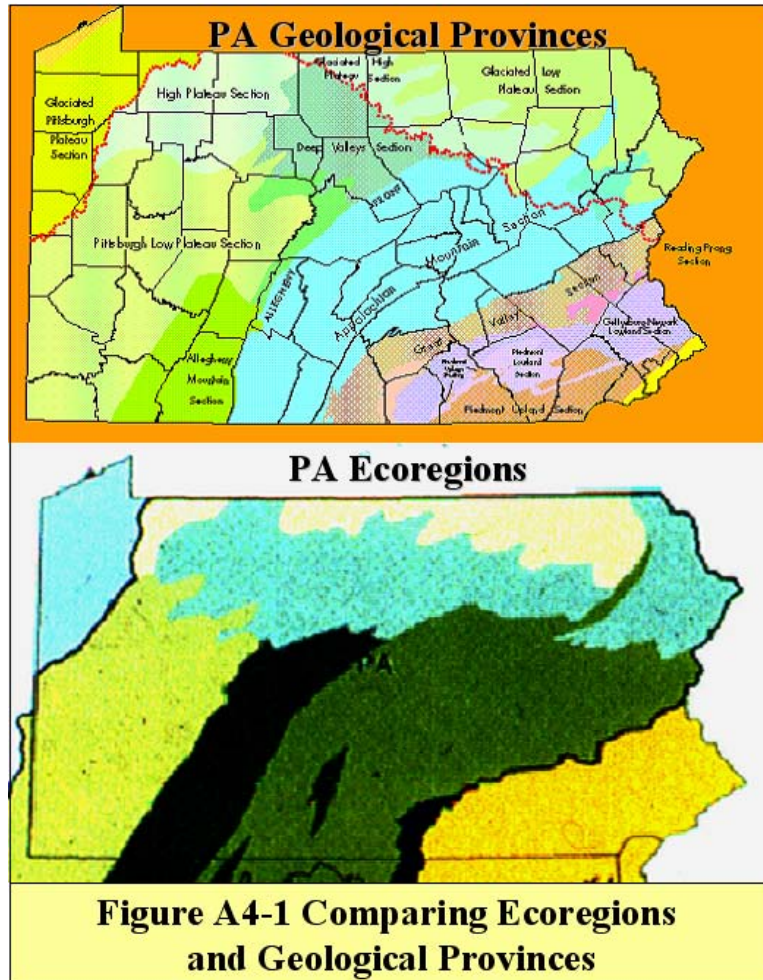 PA Geological Provinces
Glaciated High
Plateau Section
Glaciated Low
Plateau Section
High Plateau Section
Glaciated
Pittsburgh
Plateau
Section
Deep Valleys Section
FRONT
Pittsburgh Low Plateau Section
ALLEGHENY
Appalachian Mountain Section
Reading Prong
Section
Great Valley Section
Gettysburg-Newark
Lowland Section
Allegheny
Mountain
Section
Piedmont
Lowland
Section
Piedmont Upland Section
PA Ecoregions
PA
Figure A4-1 Comparing Ecoregions
and Geological Provinces